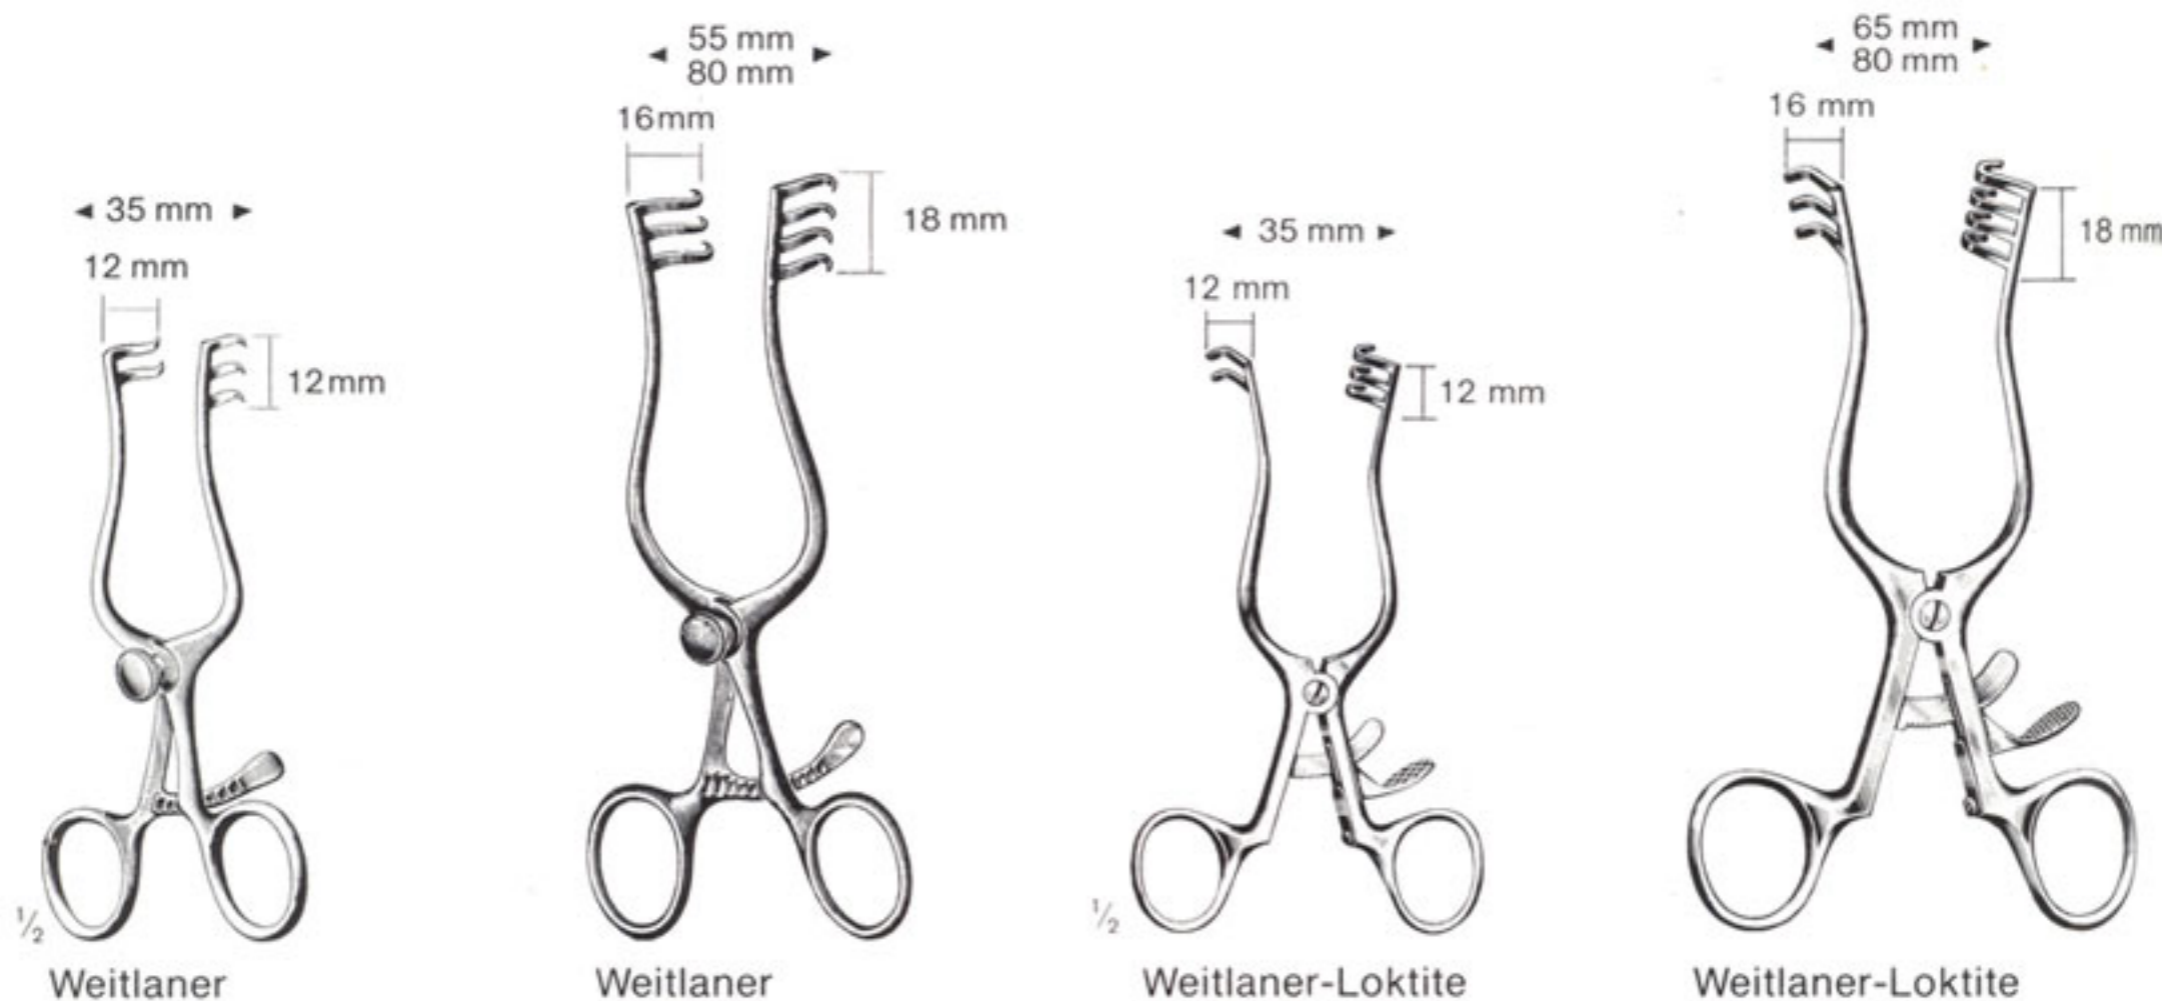 ◄ 35 mm ►
12 mm
12mm
1/2
Weitlaner
◄ 55 mm ►
80 mm
16mm
18 mm
Weitlaner
◄ 35 mm ►
12 mm
12 mm
1/2
Weitlaner-Loktite
◄ 65 mm ►
80 mm
16 mm
18 mm
Weitlaner-Loktite